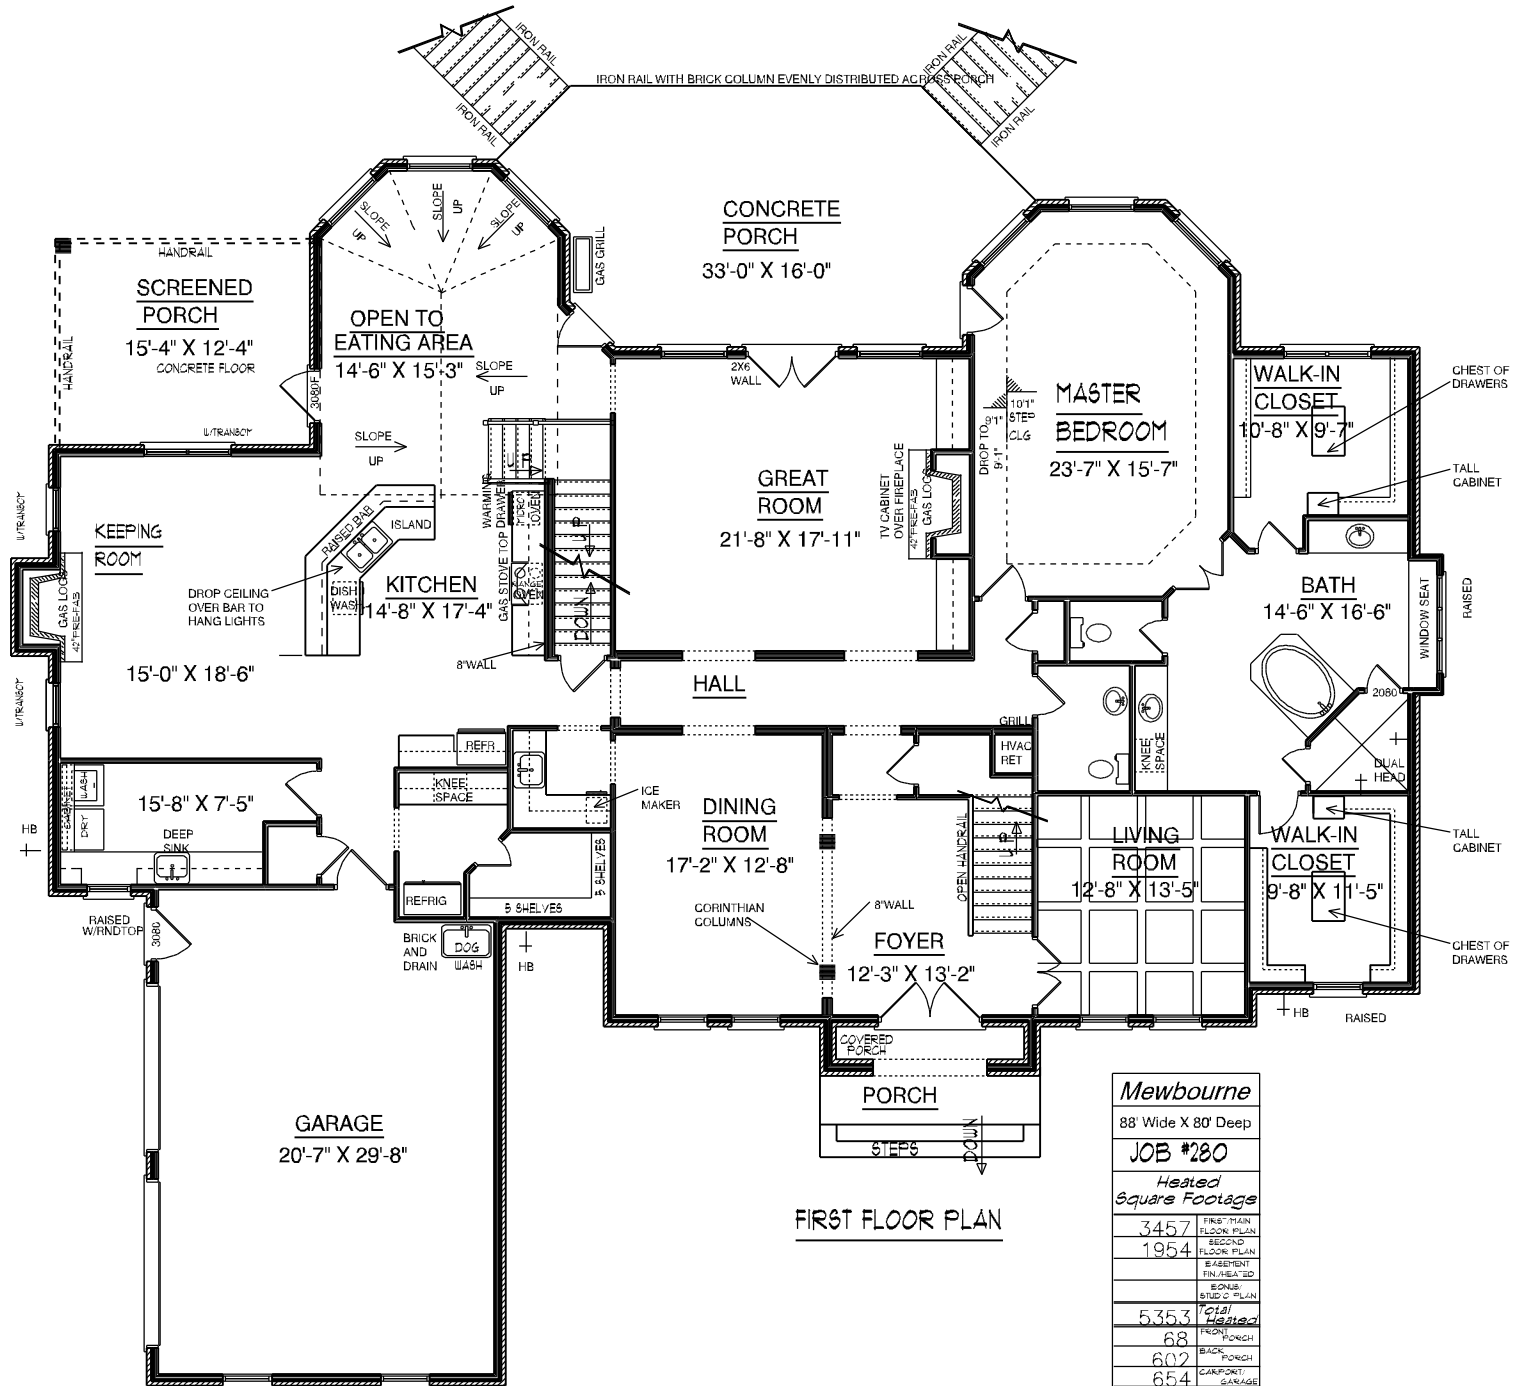 IRON RAIL
IRON RAIL
IRON RAIL WITH BRICK COLUMN EVENLY DISTRIBUTED ACROSS PORCH
IRON RAIL
IRON RAIL
SLOPE
UP
SLOPE
UP
SLOPE
UP
GAS GRILL
CONCRETE
PORCH
33'-0" X 16'-0"
HANDRAIL
HANDRAIL
SCREENED
PORCH
15'-4" X 12'-4"
CONCRETE FLOOR
3080F
W/TRANSOM
OPEN TO
EATING AREA
14'-6" X 15'-3"
SLOPE
UP
SLOPE
UP
2X6
WALL
WALK-IN
CLOSET
10'-8" X 9'-7"
CHEST OF
DRAWERS
TALL
CABINET
MASTER
BEDROOM
23'-7" X 15'-7"
10'1"
STEP
CLG
9'1"
DROP TO
9'-1"
GREAT
ROOM
21'-8" X 17'-11"
TV CABINET
OVER FIREPLACE
42" PRE-FAB
GAS LOGS
W/TRANSOM
KEEPING
ROOM
15'-0" X 18'-6"
GAS LOGS
42" PRE-FAB
W/TRANSOM
RAISED BAR
ISLAND
DISH
WAS
DROP CEILING
OVER BAR TO
HANG LIGHTS
KITCHEN
14'-8" X 17'-4"
WARMING
DRAWER
GAS STOVE TOP
MICRO
OVEN
OVEN
UP
UP
DOWN
8"WALL
HALL
BATH
14'-6" X 16'-6"
WINDOW SEAT
RAISED
2080
DUAL
HEAD
KNEE
SPACE
GRILL
HVAC
RET
REFR
KNEE
SPACE
ICE
MAKER
CABINET
WASH
DRY
15'-8" X 7'-5"
DEEP
SINK
HB
DINING
ROOM
17'-2" X 12'-8"
CORINTHIAN
COLUMNS
8"WALL
OPEN HANDRAIL
UP
LIVING
ROOM
12'-8" X 13'-5"
WALK-IN
CLOSET
9'-8" X 11'-5"
TALL
CABINET
CHEST OF
DRAWERS
5 SHELVES
5 SHELVES
REFRIG
RAISED
W/RNDTOP
3080
BRICK
AND
DRAIN
DOG
WASH
HB
FOYER
12'-3" X 13'-2"
HB
RAISED
COVERED
PORCH
PORCH
STEPS
DOWN
GARAGE
20'-7" X 29'-8"
FIRST FLOOR PLAN
Mewbourne
88' Wide X 80' Deep
JOB #280
Heated
Square Footage
3457 FIRST/MAIN
FLOOR PLAN
1954 SECOND
FLOOR PLAN
BASEMENT
FIN./HEATED
BONUS/
STUDIO PLAN
5353 Total
Heated
68 FRONT
PORCH
602 BACK
PORCH
654 CARPORT/
GARAGE